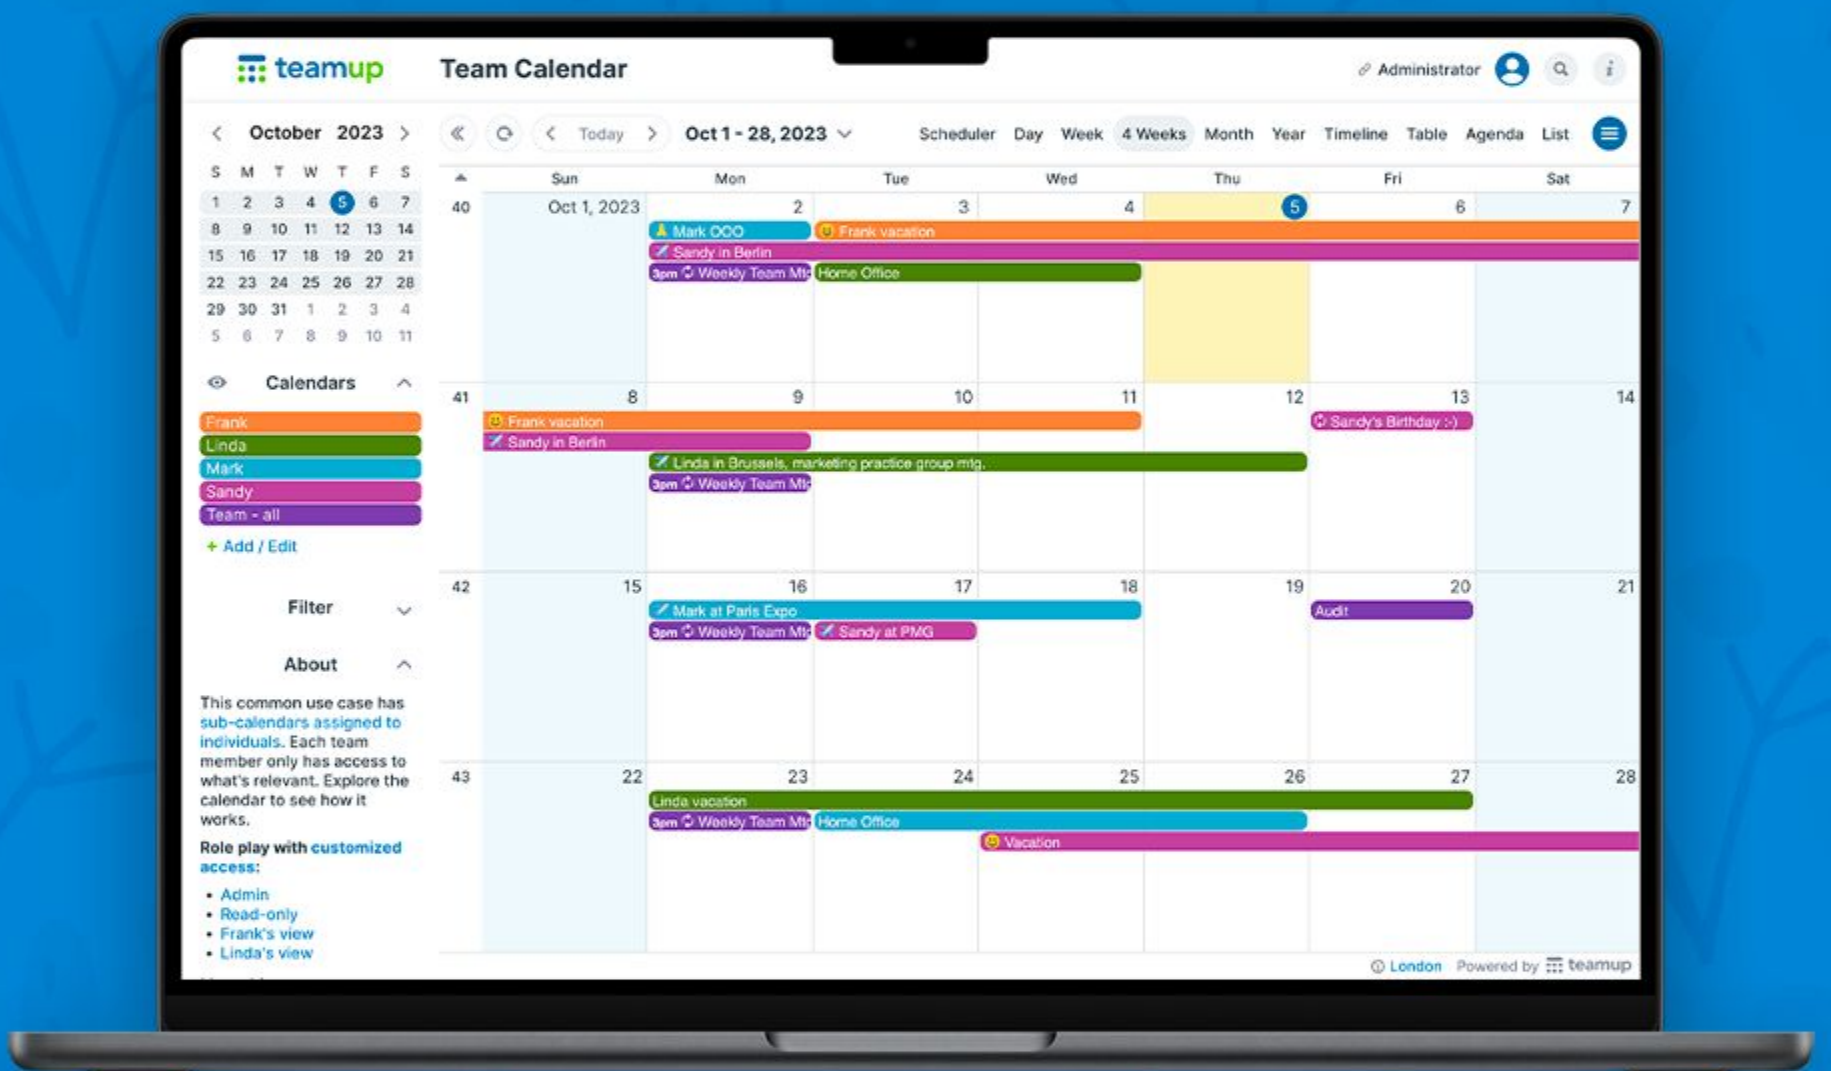 teamup
Team Calendar
Administrator
i
October 2023
Today
Oct 1 - 28, 2023
Scheduler Day Week 4 Weeks Month Year Timeline Table Agenda List
S M T W T F S
1 2 3 4 5 6 7
8 9 10 11 12 13 14
15 16 17 18 19 20 21
22 23 24 25 26 27 28
29 30 31 1 2 3 4
5 6 7 8 9 10 11
Calendars
Frank
Linda
Mark
Sandy
Team - all
+ Add / Edit
Filter
About
This common use case has
sub-calendars assigned to
individuals. Each team
member only has access to
what's relevant. Explore the
calendar to see how it
works.
Role play with customized
access:
• Admin
• Read-only
• Frank's view
• Linda's view
Sun Mon Tue Wed Thu Fri Sat
40 Oct 1, 2023 2 3 4 5 6 7
Mark OOO Frank vacation
Sandy in Berlin
3pm Weekly Team Mtg Home Office
41 8 9 10 11 12 13 14
Frank vacation Sandy's Birthday :-)
Sandy in Berlin
Linda in Brussels, marketing practice group mtg.
3pm Weekly Team Mtg
42 15 16 17 18 19 20 21
Mark at Paris Expo Audit
3pm Weekly Team Mtg Sandy at PMG
43 22 23 24 25 26 27 28
Linda vacation
3pm Weekly Team Mtg Home Office
Vacation
London Powered by teamup